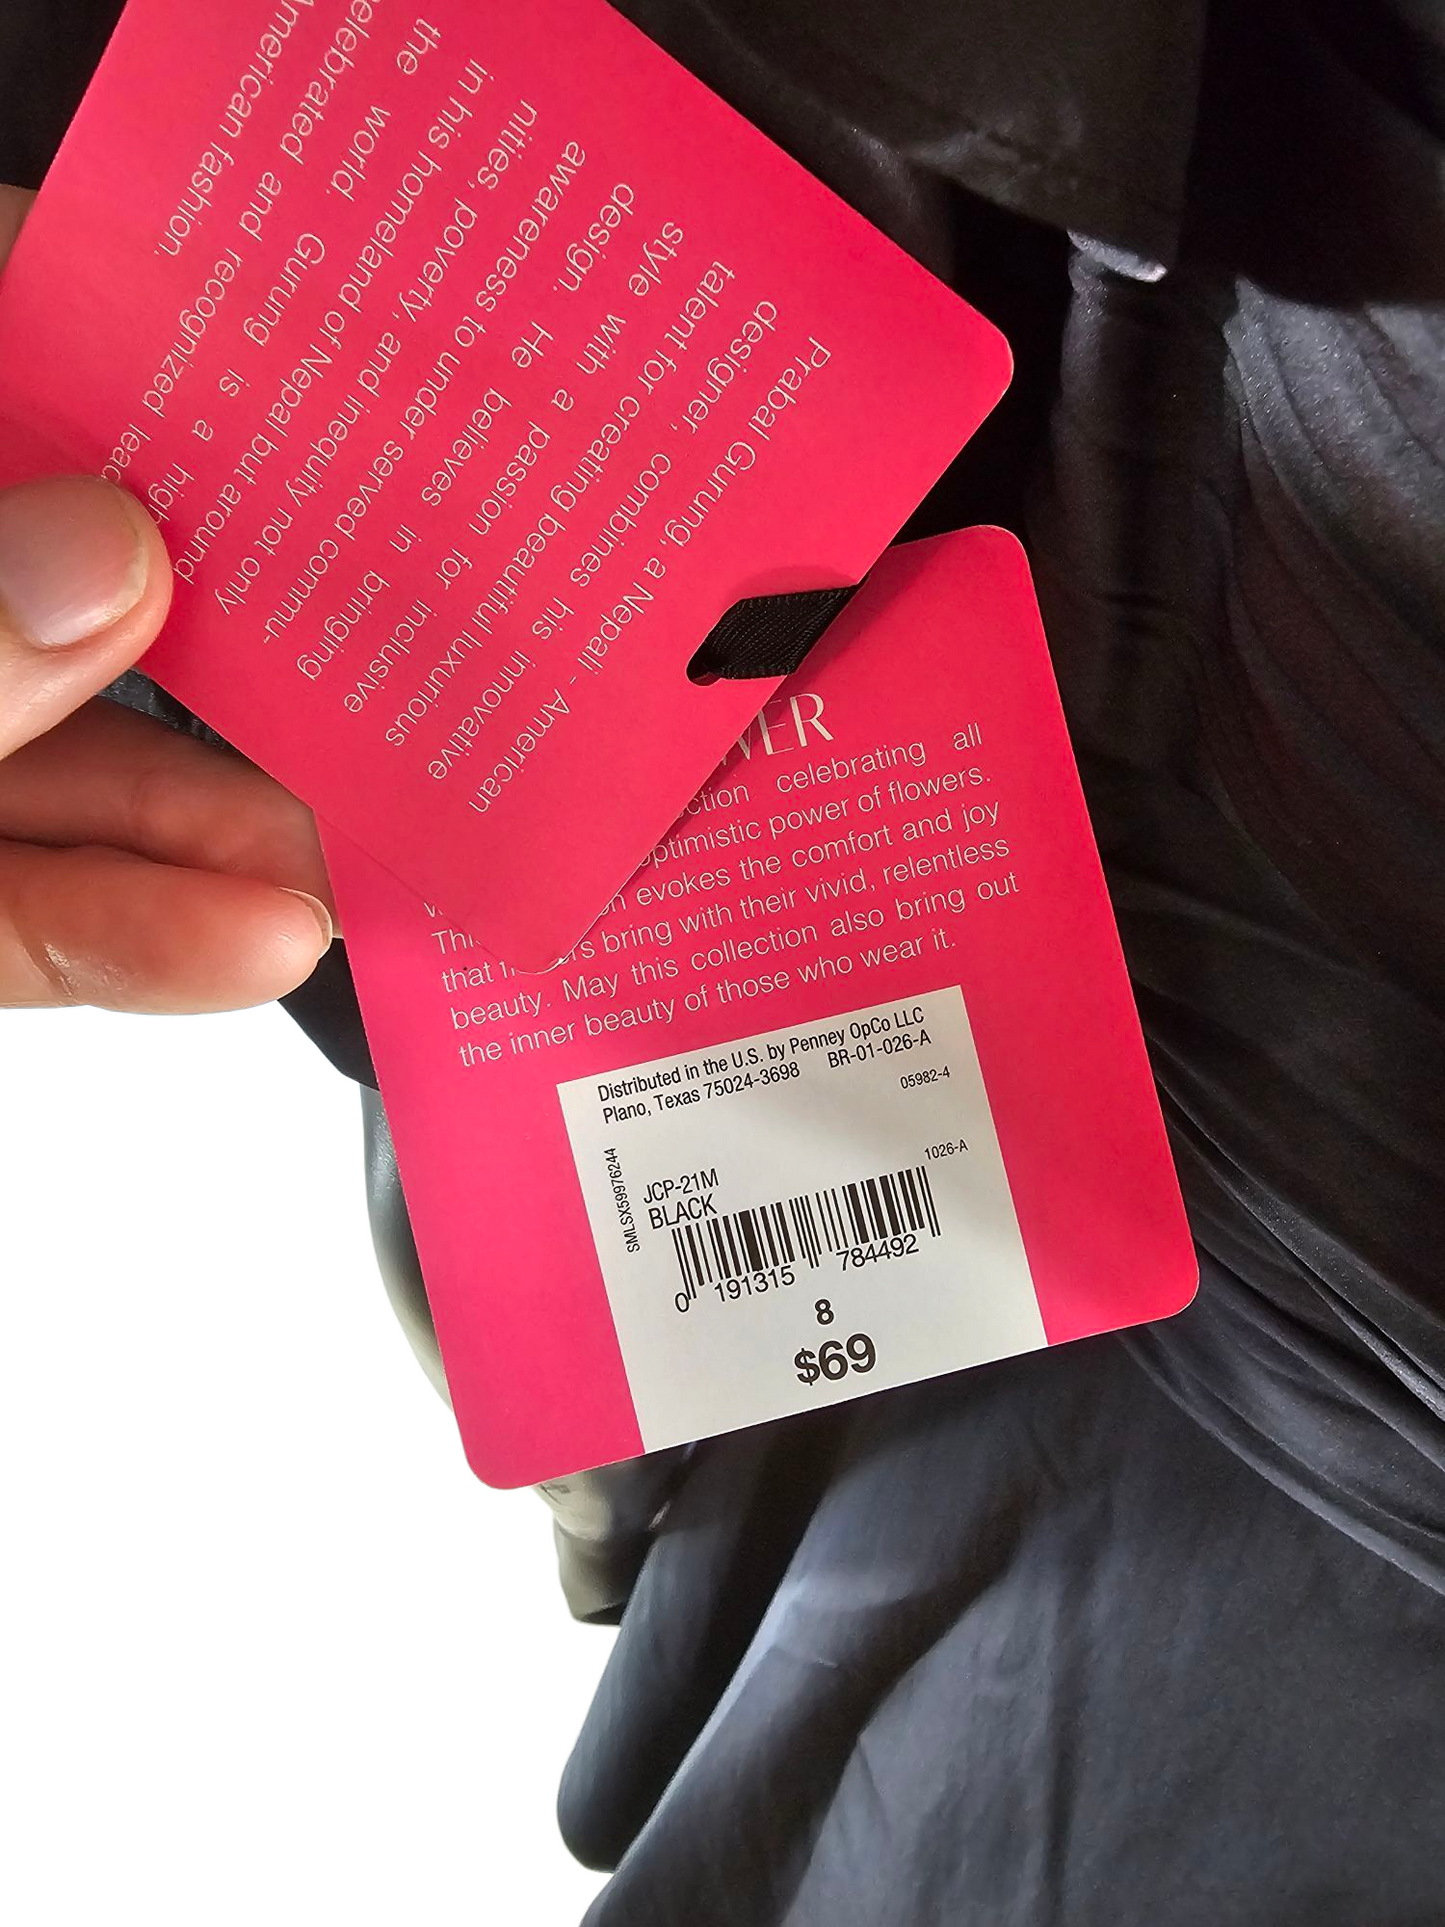 Prabal Gurung, a Nepali - American
designer, combines his innovative
talent for creating beautiful luxurious
style with a passion for inclusive
design. He believes in bringing
awareness to under served commu-
nities, poverty, and inequity not only
in his homeland of Nepal but around
the world. Gurung is a
and recognized
American fashion.
celebrating all
power of flowers.
evokes the comfort and joy
that bring with their vivid, relentless
beauty. May this collection also bring out
the inner beauty of those who wear it.
Distributed in the U.S. by Penney OpCo LLC
Plano, Texas 75024-3698 BR-01-026-A
05982-4
1026-A
SMLSX59976244
JCP-21M
BLACK
0 191315 784492
8
$69